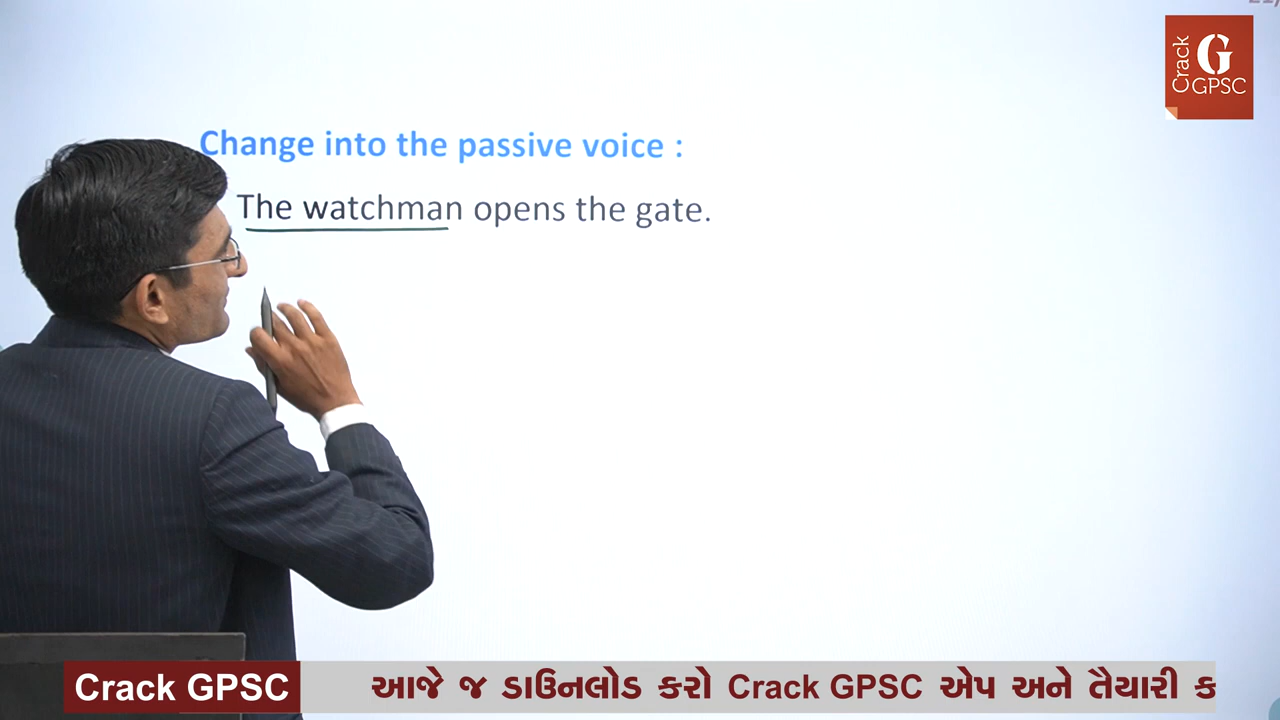 Crack
G
GPSC
Change into the passive voice :
The watchman opens the gate.
Crack GPSC
આજે જ ડાઉનલોડ કરો Crack GPSC એપ અને તૈયારી ક